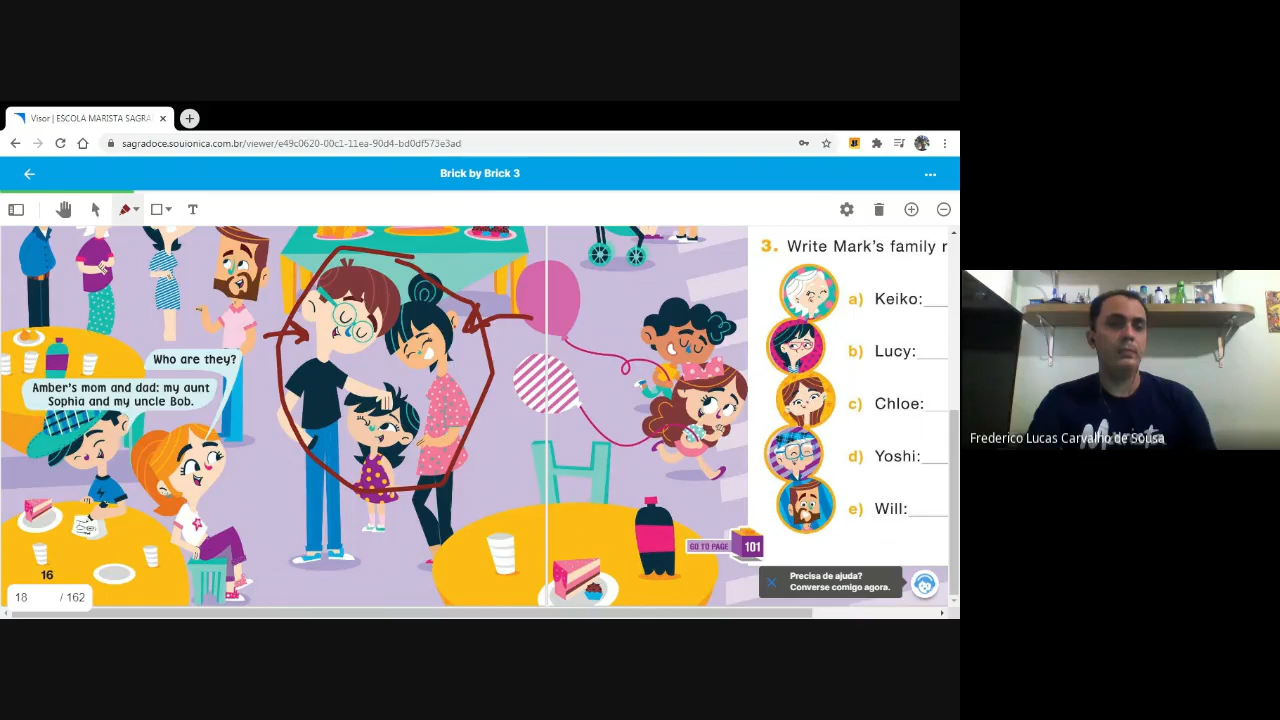 Visor | ESCOLA MARISTA SAGRA
sagradodn.souionica.com.br/viewer/e49c0620-00c1-11ea-90d4-bd0df573e3ad
Brick by Brick 3
T
3. Write Mark's family r
a) Keiko:
b) Lucy:
c) Chloe:
d) Yoshi:
e) Will:
Who are they?
Amber's mom and dad: my aunt
Sophia and my uncle Bob.
GO TO PAGE 101
16
18 / 162
Precisa de ajuda?
Converse comigo agora.
Frederico Lucas Carvalho de Sousa